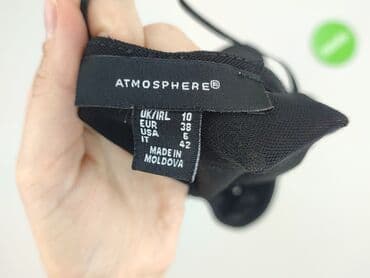 ATMOSPHERE®
UK/IRL 10
EUR 38
USA 6
IT 42
MADE IN
MOLDOVA